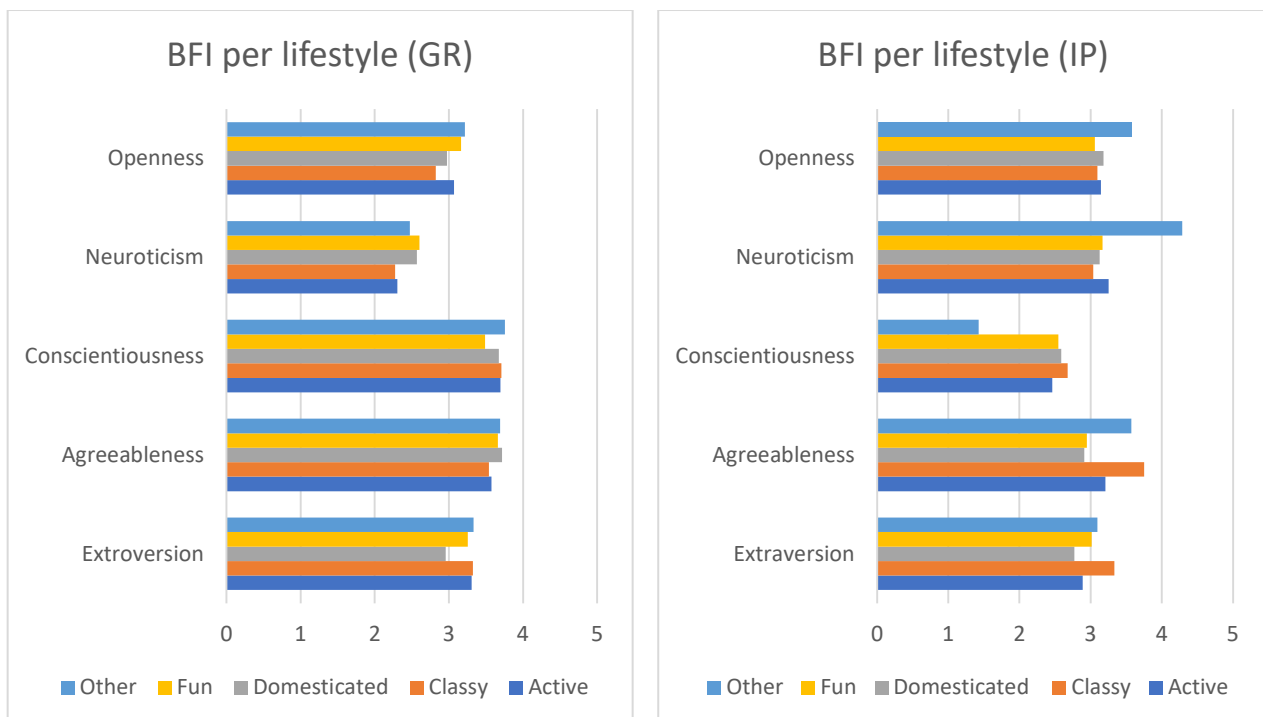 BFI per lifestyle (GR)
Openness
Neuroticism
Conscientiousness
Agreeableness
Extroversion
0 1 2 3 4 5
Other Fun Domesticated Classy Active
BFI per lifestyle (IP)
Openness
Neuroticism
Conscientiousness
Agreeableness
Extraversion
0 1 2 3 4 5
Other Fun Domesticated Classy Active